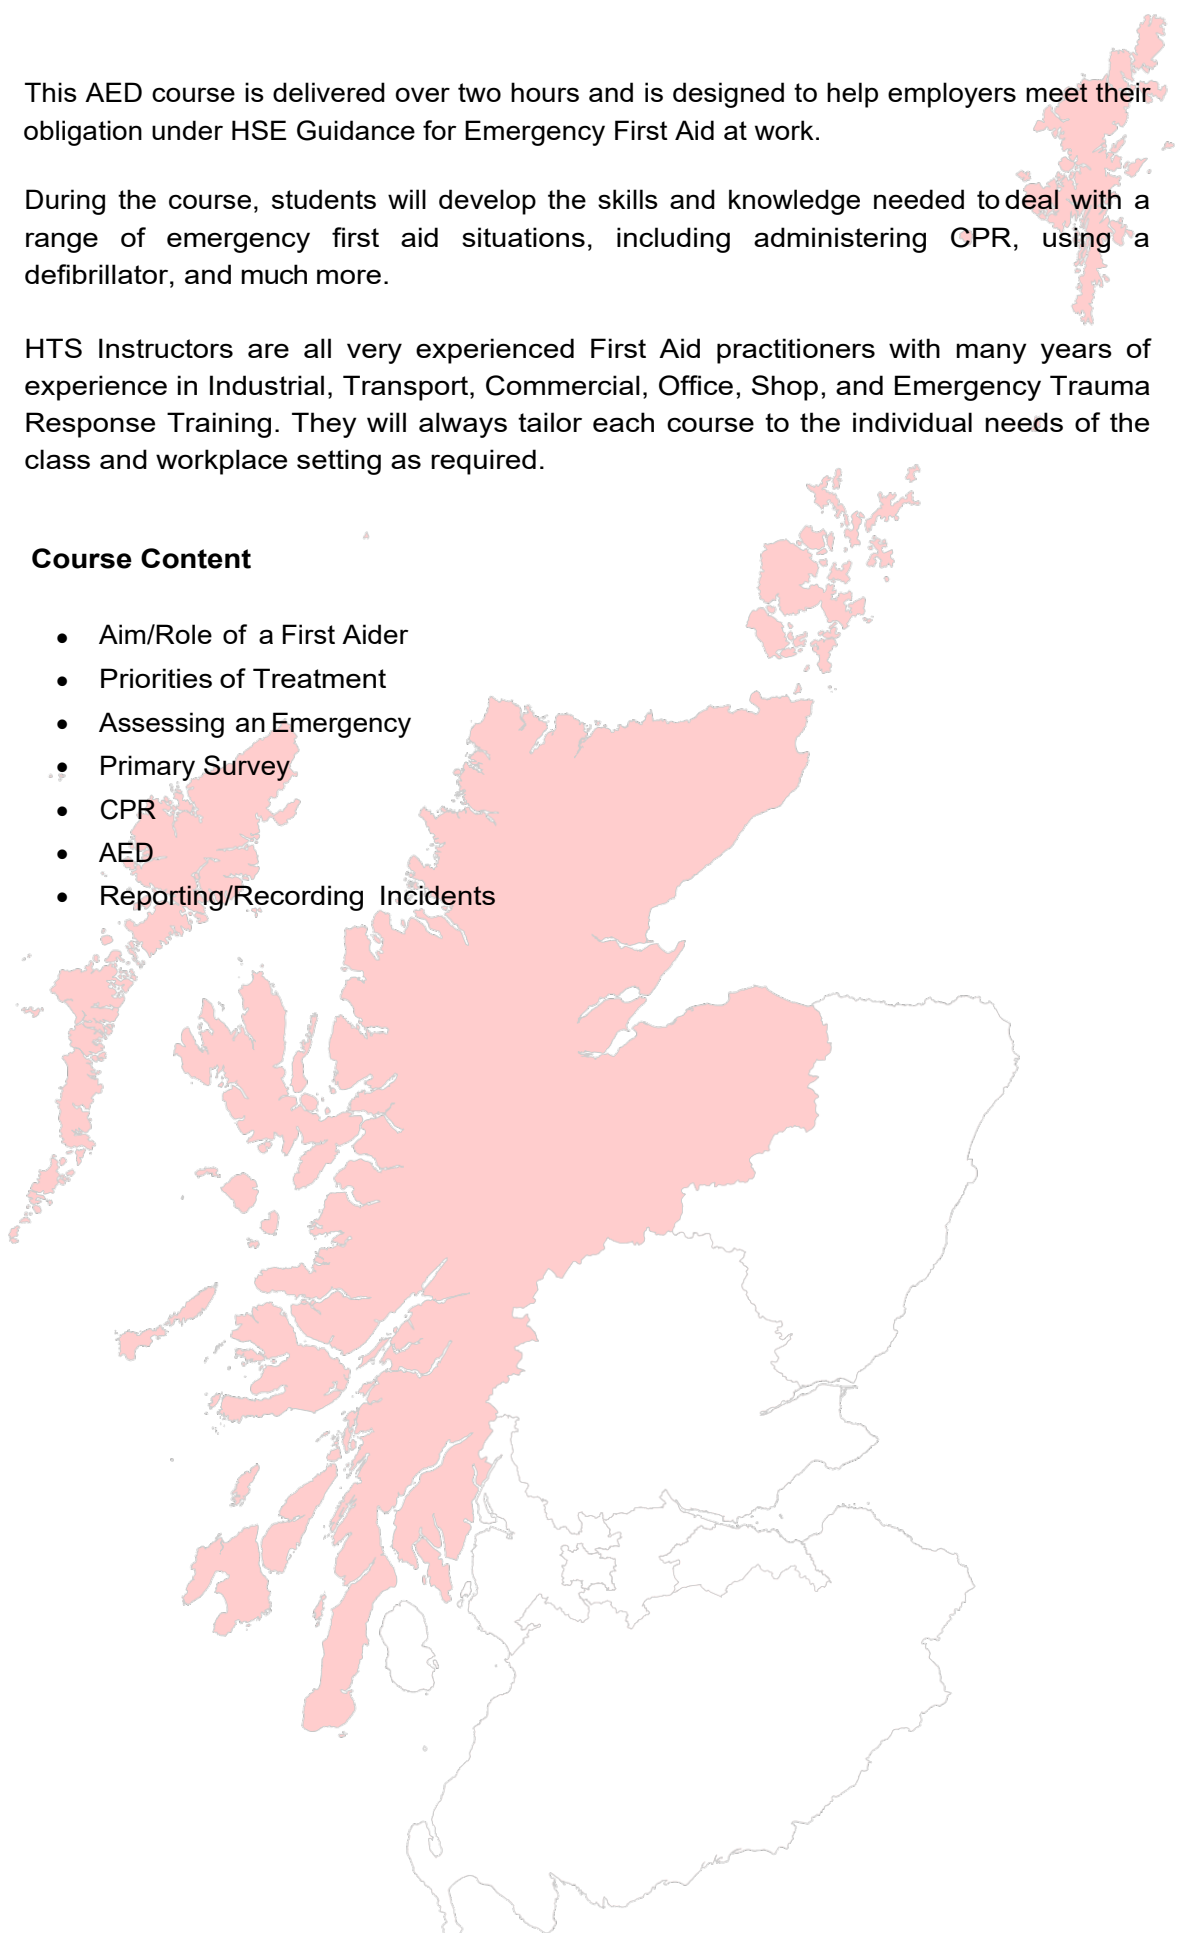 This AED course is delivered over two hours and is designed to help employers meet their
obligation under HSE Guidance for Emergency First Aid at work.
During the course, students will develop the skills and knowledge needed to deal with a
range of emergency first aid situations, including administering CPR, using a
defibrillator, and much more.
HTS Instructors are all very experienced First Aid practitioners with many years of
experience in Industrial, Transport, Commercial, Office, Shop, and Emergency Trauma
Response Training. They will always tailor each course to the individual needs of the
class and workplace setting as required.
Course Content
• Aim/Role of a First Aider
• Priorities of Treatment
• Assessing an Emergency
• Primary Survey
• CPR
• AED
• Reporting/Recording Incidents